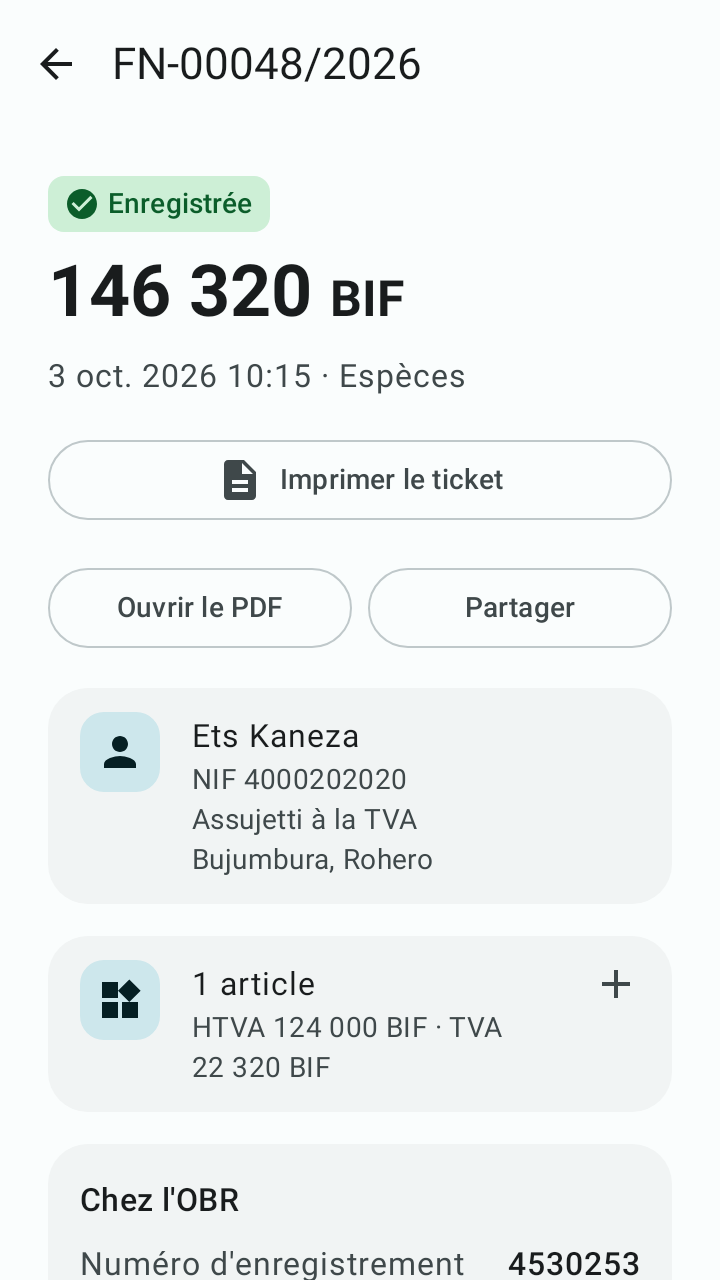 FN-00048/2026
Enregistrée
146 320 BIF
3 oct. 2026 10:15 · Espèces
Imprimer le ticket
Ouvrir le PDF
Partager
Ets Kaneza
NIF 4000202020
Assujetti à la TVA
Bujumbura, Rohero
1 article
HTVA 124 000 BIF · TVA
22 320 BIF
Chez l'OBR
Numéro d'enregistrement 4530253